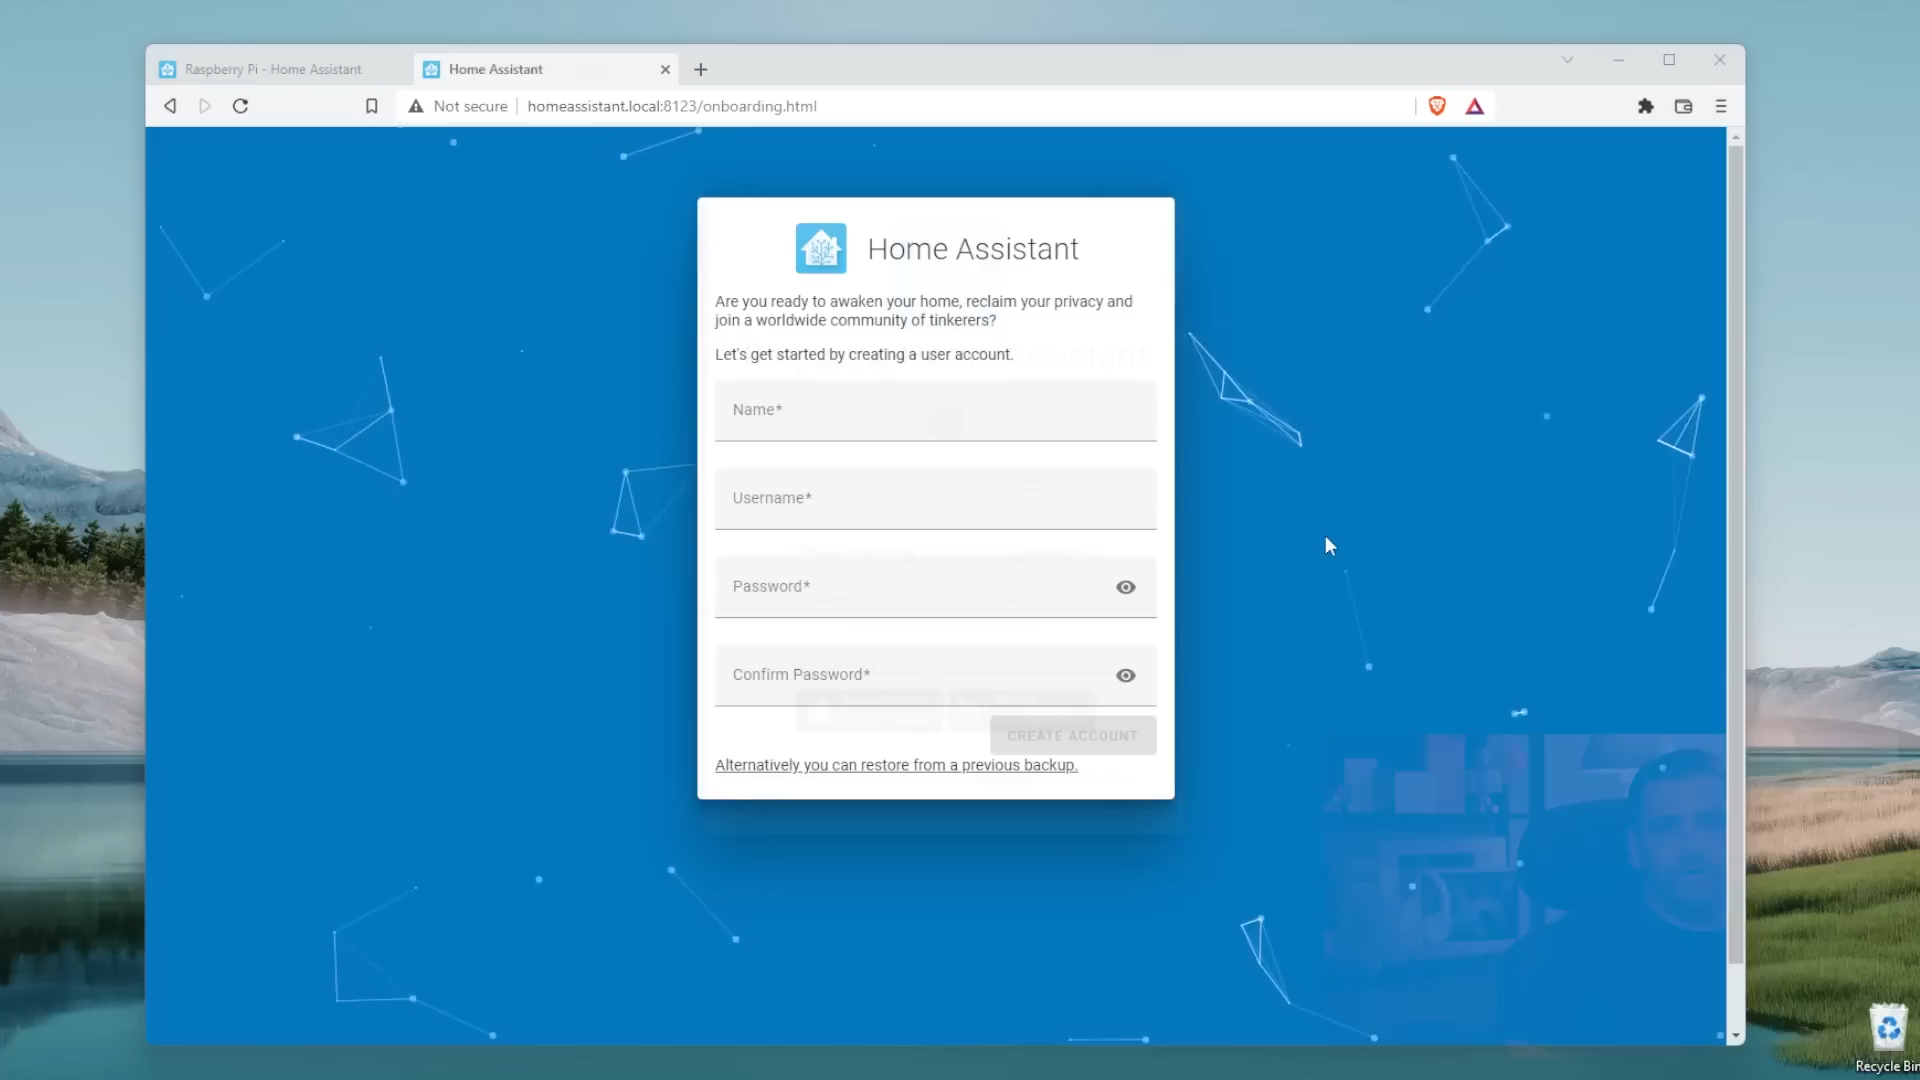 Raspberry Pi - Home Assistant
Home Assistant
Not secure
homeassistant.local:8123/onboarding.html
Home Assistant
Are you ready to awaken your home, reclaim your privacy and
join a worldwide community of tinkerers?
Let's get started by creating a user account.
Name*
Username*
Password*
Confirm Password*
CREATE ACCOUNT
Alternatively you can restore from a previous backup.
Recycle Bin